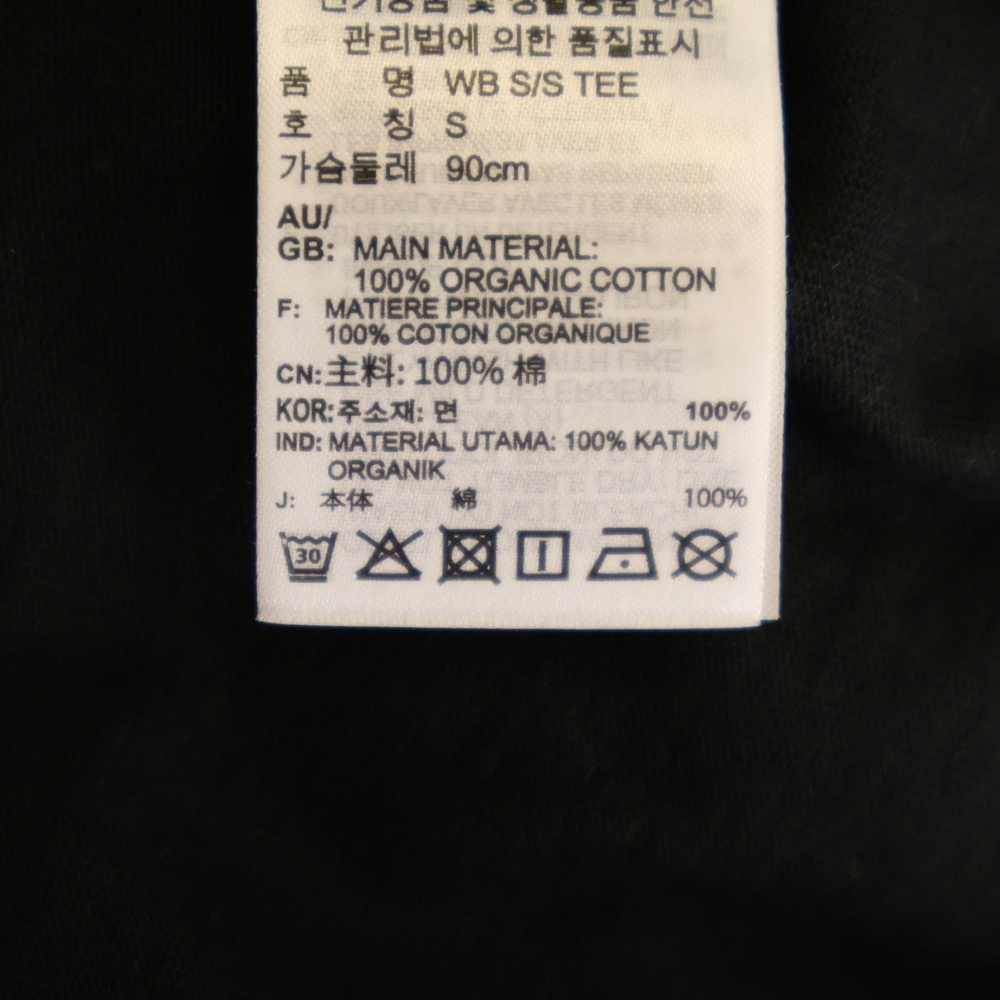 관리법에 의한 품질표시
품 명 WB S/S TEE
호 칭 S
가슴둘레 90cm
AU/
GB: MAIN MATERIAL:
100% ORGANIC COTTON
F: MATIERE PRINCIPALE:
100% COTON ORGANIQUE
CN:主料: 100% 棉
KOR:주소재: 면 100%
IND: MATERIAL UTAMA: 100% KATUN
ORGANIK
J: 本体 綿 100%
30